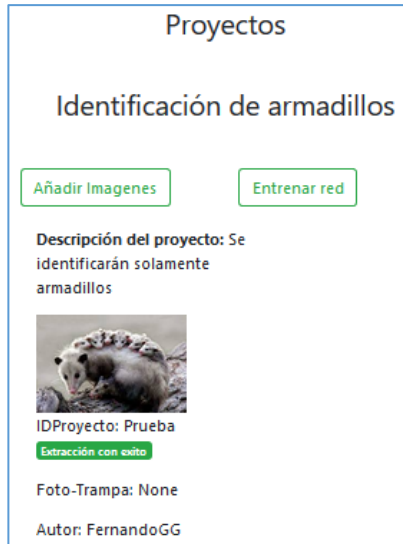 Proyectos
Identificación de armadillos
Añadir Imagenes
Entrenar red
Descripción del proyecto: Se
identificarán solamente
armadillos
IDProyecto: Prueba
Extracción con exito
Foto-Trampa: None
Autor: FernandoGG